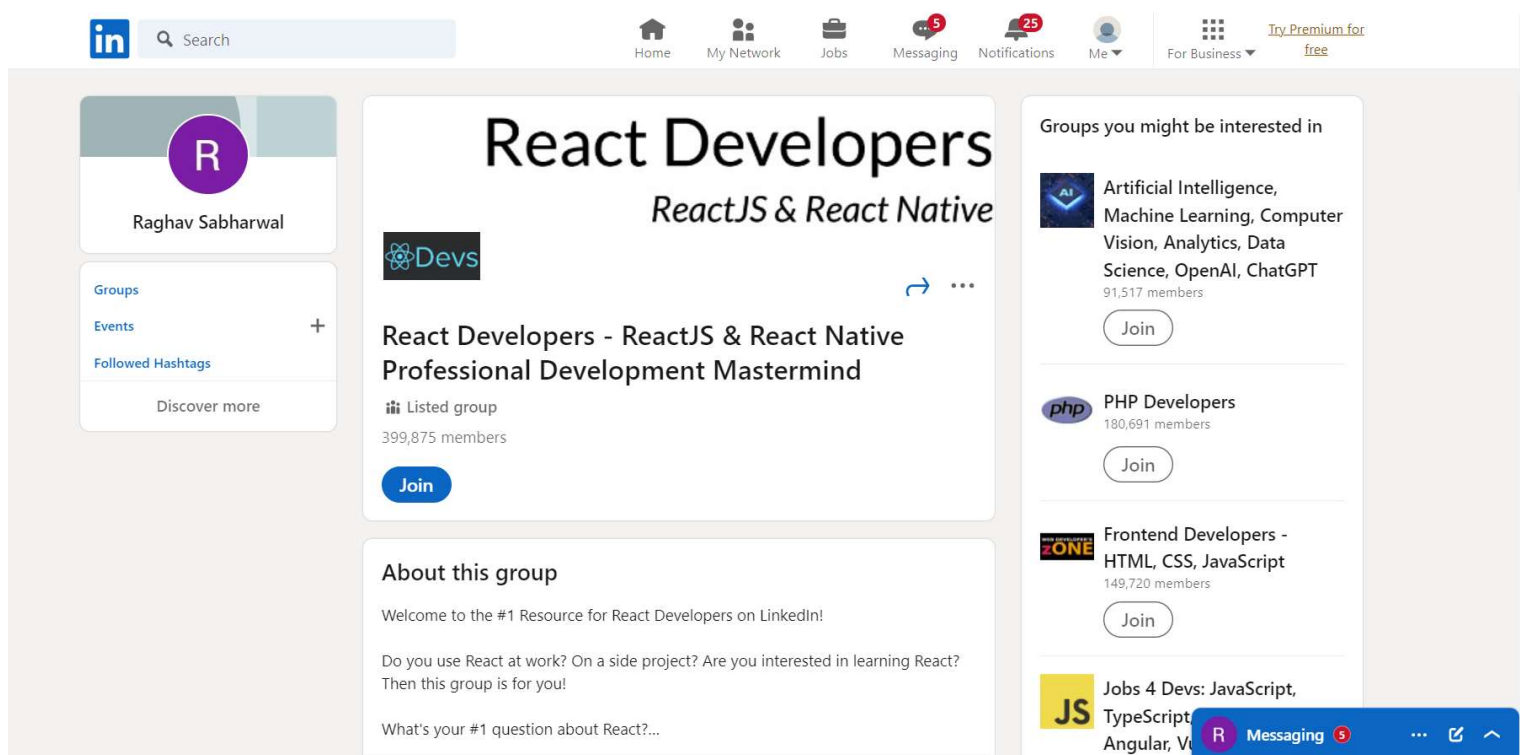 in
Search
Home
My Network
Jobs
5
Messaging
25
Notifications
Me
For Business
Try Premium for
free
R
Raghav Sabharwal
Groups
Events
Followed Hashtags
Discover more
React Developers
ReactJS & React Native
Devs
React Developers - ReactJS & React Native
Professional Development Mastermind
Listed group
399,875 members
Join
About this group
Welcome to the #1 Resource for React Developers on LinkedIn!
Do you use React at work? On a side project? Are you interested in learning React?
Then this group is for you!
What's your #1 question about React?...
Groups you might be interested in
AI
Artificial Intelligence,
Machine Learning, Computer
Vision, Analytics, Data
Science, OpenAI, ChatGPT
91,517 members
Join
php
PHP Developers
180,691 members
Join
WEB DEVELOPER'S
ZONE
Frontend Developers -
HTML, CSS, JavaScript
149,720 members
Join
JS
Jobs 4 Devs: JavaScript,
TypeScript,
Angular,
R
Messaging 5